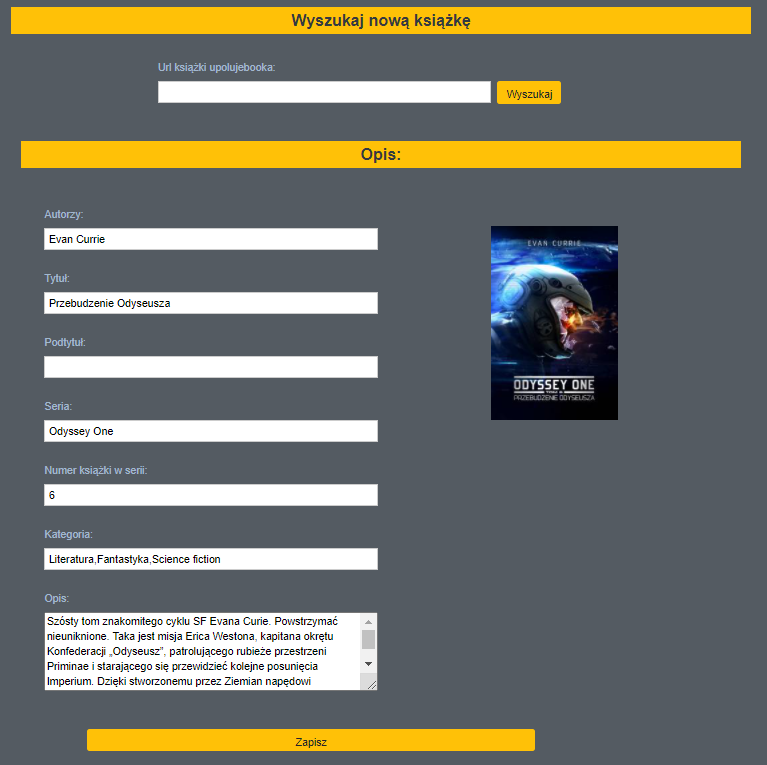 Wyszukaj nową książkę
Url książki upolujebooka:
Wyszukaj
Opis:
Autorzy:
Evan Currie
Tytuł:
Przebudzenie Odyseusza
Podtytuł:
Seria:
Odyssey One
Numer książki w serii:
6
Kategoria:
Literatura,Fantastyka,Science fiction
Opis:
Szósty tom znakomitego cyklu SF Evana Curie. Powstrzymać
nieuniknione. Taka jest misja Erica Westona, kapitana okrętu
Konfederacji „Odyseusz”, patrolującego rubieże przestrzeni
Priminae i starającego się przewidzieć kolejne posunięcia
Imperium. Dzięki stworzonemu przez Ziemian napędowi
EVAN CURRIE
ODYSSEY ONE
TOM 6
PRZEBUDZENIE ODYSEUSZA
Zapisz